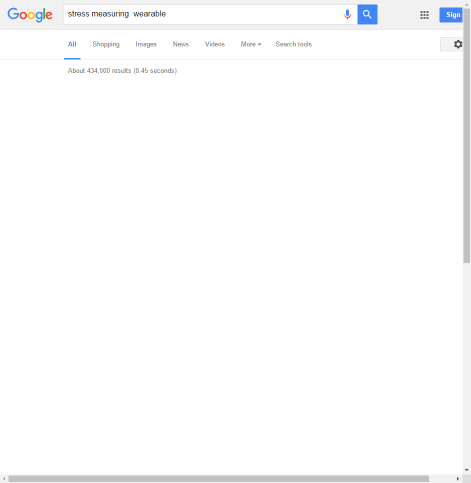 Google stress measuring  wearable Sign
All Shopping Images News Videos More Search tools
About 434,000 results (0.45 seconds)